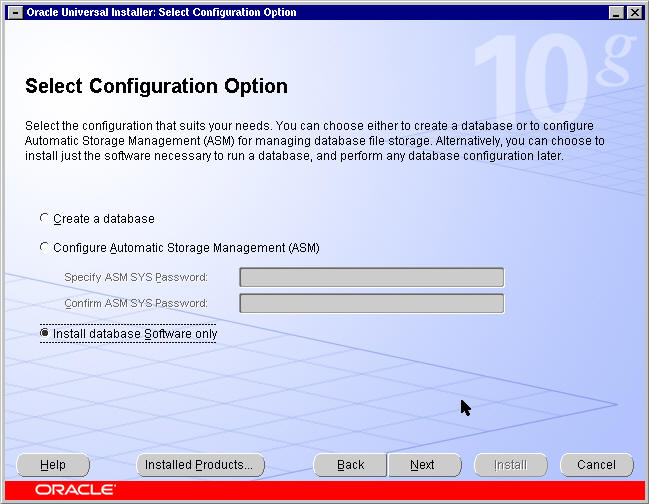 Oracle Universal Installer: Select Configuration Option
10g
Select Configuration Option
Select the configuration that suits your needs. You can choose either to create a database or to configure
Automatic Storage Management (ASM) for managing database file storage. Alternatively, you can choose to
install just the software necessary to run a database, and perform any database configuration later.
Create a database
Configure Automatic Storage Management (ASM)
Specify ASM SYS Password:
Confirm ASM SYS Password:
Install database Software only
Help Installed Products... Back Next Install Cancel
ORACLE